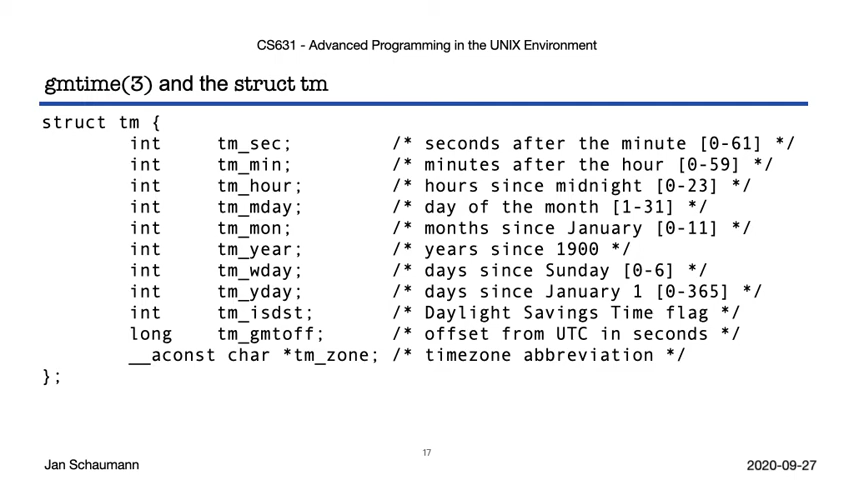 CS631 - Advanced Programming in the UNIX Environment
gmtime(3) and the struct tm
struct tm {
int tm_sec; /* seconds after the minute [0-61] */
int tm_min; /* minutes after the hour [0-59] */
int tm_hour; /* hours since midnight [0-23] */
int tm_mday; /* day of the month [1-31] */
int tm_mon; /* months since January [0-11] */
int tm_year; /* years since 1900 */
int tm_wday; /* days since Sunday [0-6] */
int tm_yday; /* days since January 1 [0-365] */
int tm_isdst; /* Daylight Savings Time flag */
long tm_gmtoff; /* offset from UTC in seconds */
__aconst char *tm_zone; /* timezone abbreviation */
};
17
Jan Schaumann 2020-09-27